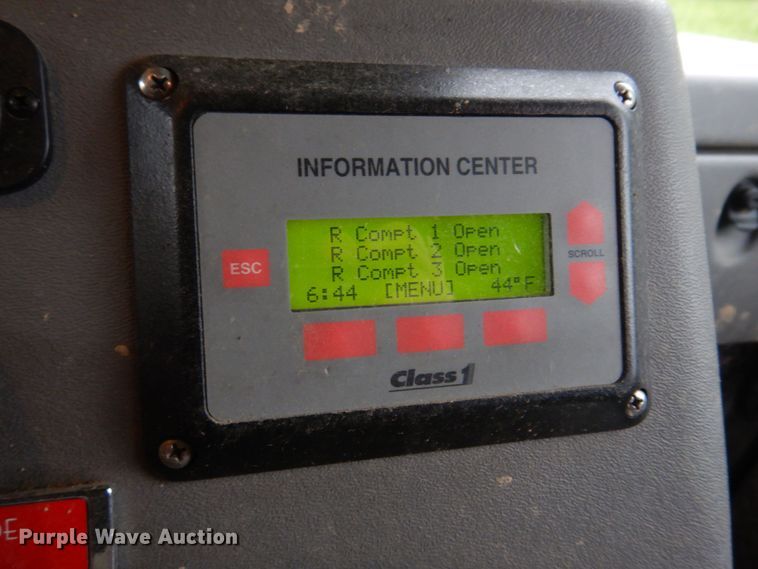 INFORMATION CENTER
R Compt 1 Open
R Compt 2 Open
R Compt 3 Open
6:44 [MENU] 44°F
ESC
SCROLL
Class 1
Purple Wave Auction